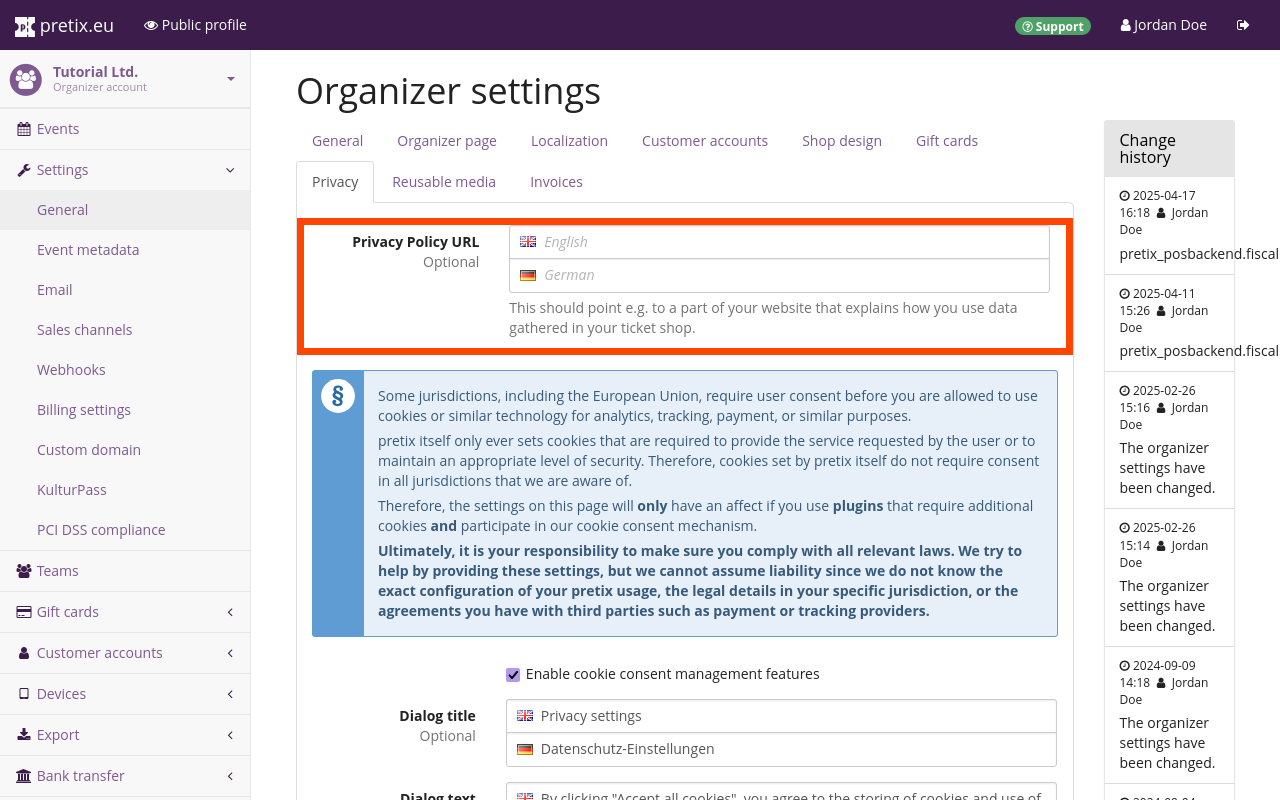 pretix.eu
Public profile
Support
Jordan Doe
Tutorial Ltd.
Organizer account
Events
Settings
General
Event metadata
Email
Sales channels
Webhooks
Billing settings
Custom domain
KulturPass
PCI DSS compliance
Teams
Gift cards
Customer accounts
Devices
Export
Bank transfer
Organizer settings
General
Organizer page
Localization
Customer accounts
Shop design
Gift cards
Privacy
Reusable media
Invoices
Privacy Policy URL
Optional
English
German
This should point e.g. to a part of your website that explains how you use data
gathered in your ticket shop.
§
Some jurisdictions, including the European Union, require user consent before you are allowed to use
cookies or similar technology for analytics, tracking, payment, or similar purposes.
pretix itself only ever sets cookies that are required to provide the service requested by the user or to
maintain an appropriate level of security. Therefore, cookies set by pretix itself do not require consent
in all jurisdictions that we are aware of.
Therefore, the settings on this page will only have an affect if you use plugins that require additional
cookies and participate in our cookie consent mechanism.
Ultimately, it is your responsibility to make sure you comply with all relevant laws. We try to
help by providing these settings, but we cannot assume liability since we do not know the
exact configuration of your pretix usage, the legal details in your specific jurisdiction, or the
agreements you have with third parties such as payment or tracking providers.
Enable cookie consent management features
Dialog title
Optional
Privacy settings
Datenschutz-Einstellungen
Dialog text
By clicking "Accept all cookies", you agree to the storing of cookies and use of
Change
history
2025-04-17
16:18 Jordan
Doe
pretix_posbackend.fiscal
2025-04-11
15:26 Jordan
Doe
pretix_posbackend.fiscal
2025-02-26
15:16 Jordan
Doe
The organizer
settings have
been changed.
2025-02-26
15:14 Jordan
Doe
The organizer
settings have
been changed.
2024-09-09
14:18 Jordan
Doe
The organizer
settings have
been changed.